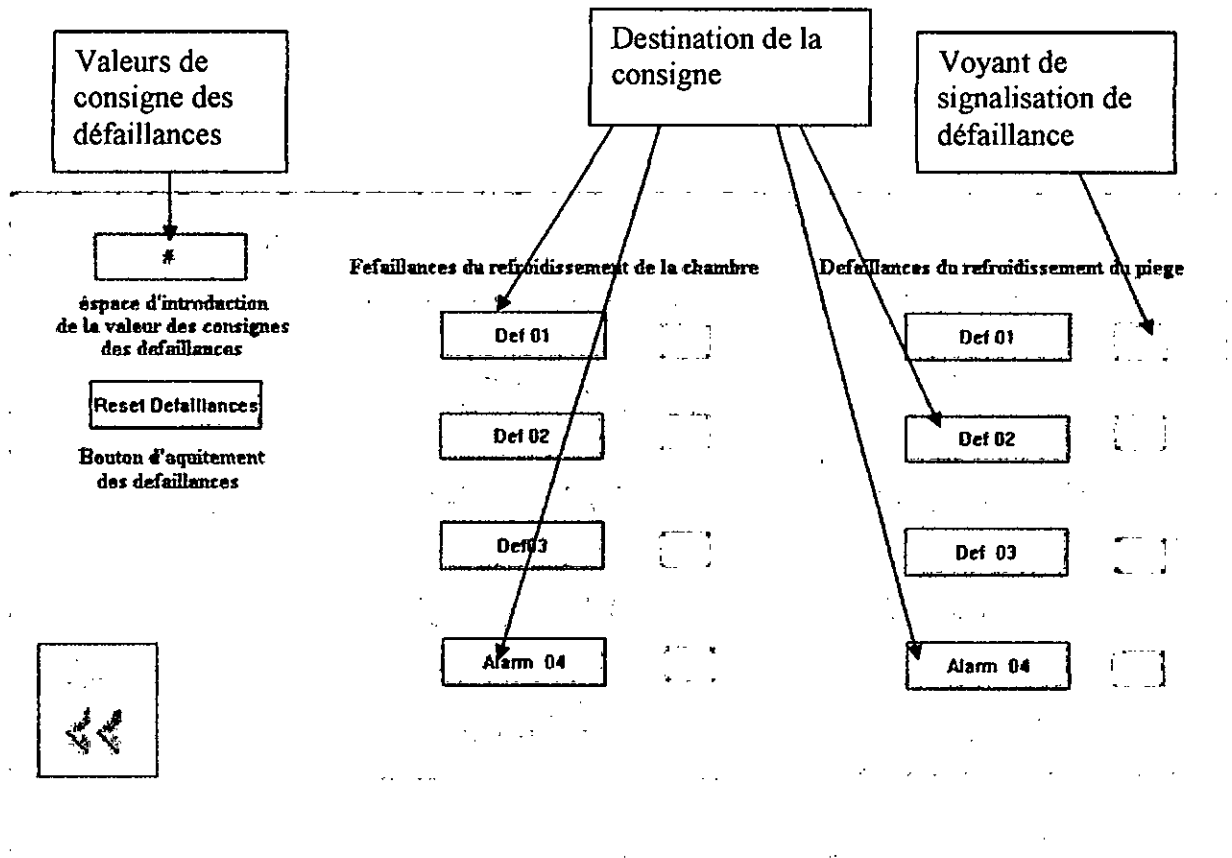 Valeurs de
consigne des
défaillances
Destination de la
consigne
Voyant de
signalisation de
défaillance
#
éspace d'introduction
de la valeur des consignes
des defaillances
Reset Defaillances
Bouton d'aquitement
des defaillances
Fefaillances du refroidissement de la chambre
Def 01
Def 02
Def03
Alarm 04
Defaillances du refroidissement du piege
Def 01
Def 02
Def 03
Alarm 04